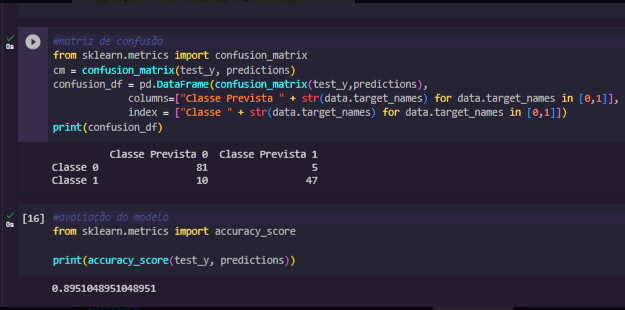 #matriz de confusão
from sklearn.metrics import confusion_matrix
cm = confusion_matrix(test_y, predictions)
confusion_df = pd.DataFrame(confusion_matrix(test_y,predictions),
columns=["Classe Prevista " + str(data.target_names) for data.target_names in [0,1]],
index = ["Classe " + str(data.target_names) for data.target_names in [0,1]])
print(confusion_df)
0s
Classe Prevista 0 Classe Prevista 1
Classe 0 81 5
Classe 1 10 47
[16] #avaliação do modelo
0s
from sklearn.metrics import accuracy_score
print(accuracy_score(test_y, predictions))
0.8951048951048951